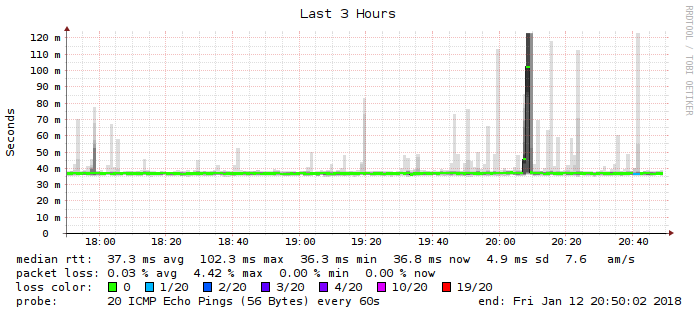 Last 3 Hours
RRDTOOL / TOBI OETIKER
Seconds
120 m
110 m
100 m
90 m
80 m
70 m
60 m
50 m
40 m
30 m
20 m
10 m
0
18:00 18:20 18:40 19:00 19:20 19:40 20:00 20:20 20:40
median rtt: 37.3 ms avg 102.3 ms max 36.3 ms min 36.8 ms now 4.9 ms sd 7.6 am/s
packet loss: 0.03 % avg 4.42 % max 0.00 % min 0.00 % now
loss color: 0 1/20 2/20 3/20 4/20 10/20 19/20
probe: 20 ICMP Echo Pings (56 Bytes) every 60s end: Fri Jan 12 20:50:02 2018